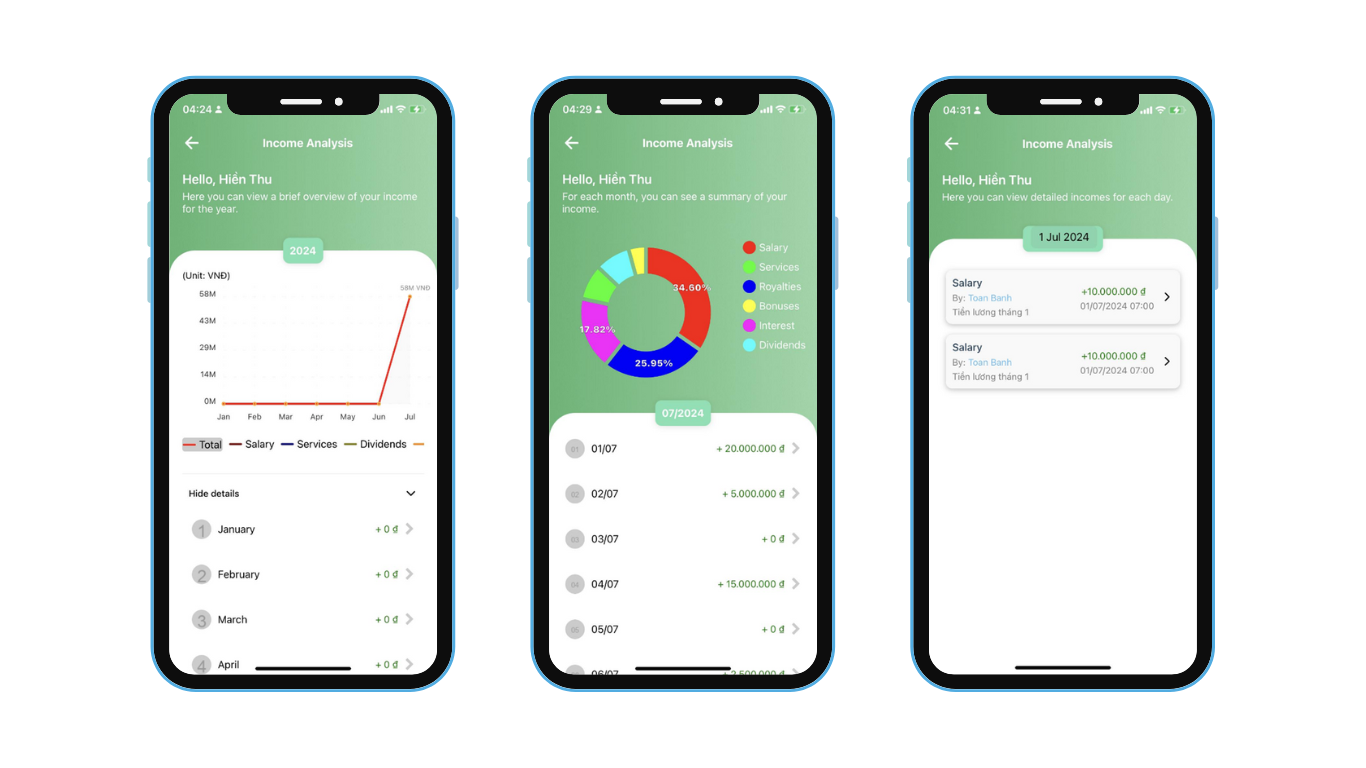 04:24
Income Analysis
Hello, Hiền Thu
Here you can view a brief overview of your income
for the year.
2024
(Unit: VNĐ)
58M VNĐ
58M
43M
29M
14M
0M
Jan Feb Mar Apr May Jun Jul
Total Salary Services Dividends
Hide details
1 January + 0 ₫
2 February + 0 ₫
3 March + 0 ₫
4 April + 0 ₫
04:29
Income Analysis
Hello, Hiền Thu
For each month, you can see a summary of your
income.
34.60%
17.82%
25.95%
Salary
Services
Royalties
Bonuses
Interest
Dividends
07/2024
01 01/07 + 20.000.000 ₫
02 02/07 + 5.000.000 ₫
03 03/07 + 0 ₫
04 04/07 + 15.000.000 ₫
05 05/07 + 0 ₫
06/07 + 2.500.000 ₫
04:31
Income Analysis
Hello, Hiền Thu
Here you can view detailed incomes for each day.
1 Jul 2024
Salary
By: Toan Banh
Tiền lương tháng 1
+10.000.000 ₫
01/07/2024 07:00
Salary
By: Toan Banh
Tiền lương tháng 1
+10.000.000 ₫
01/07/2024 07:00